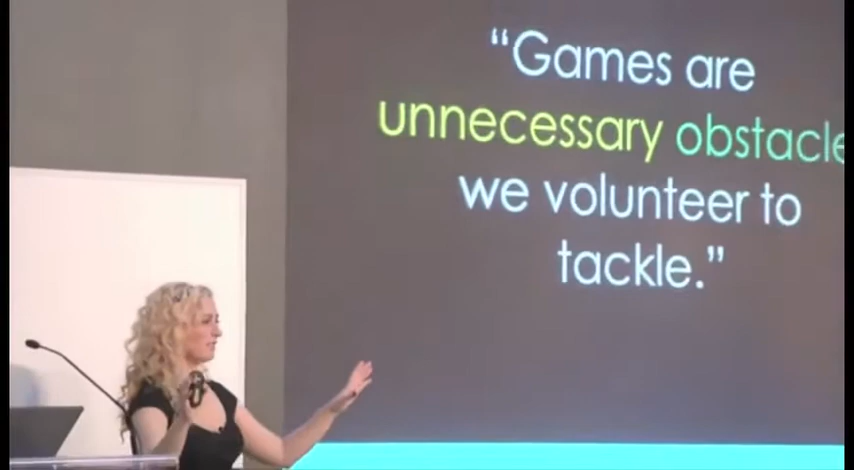 “Games are
unnecessary obstacle
we volunteer to
tackle.”